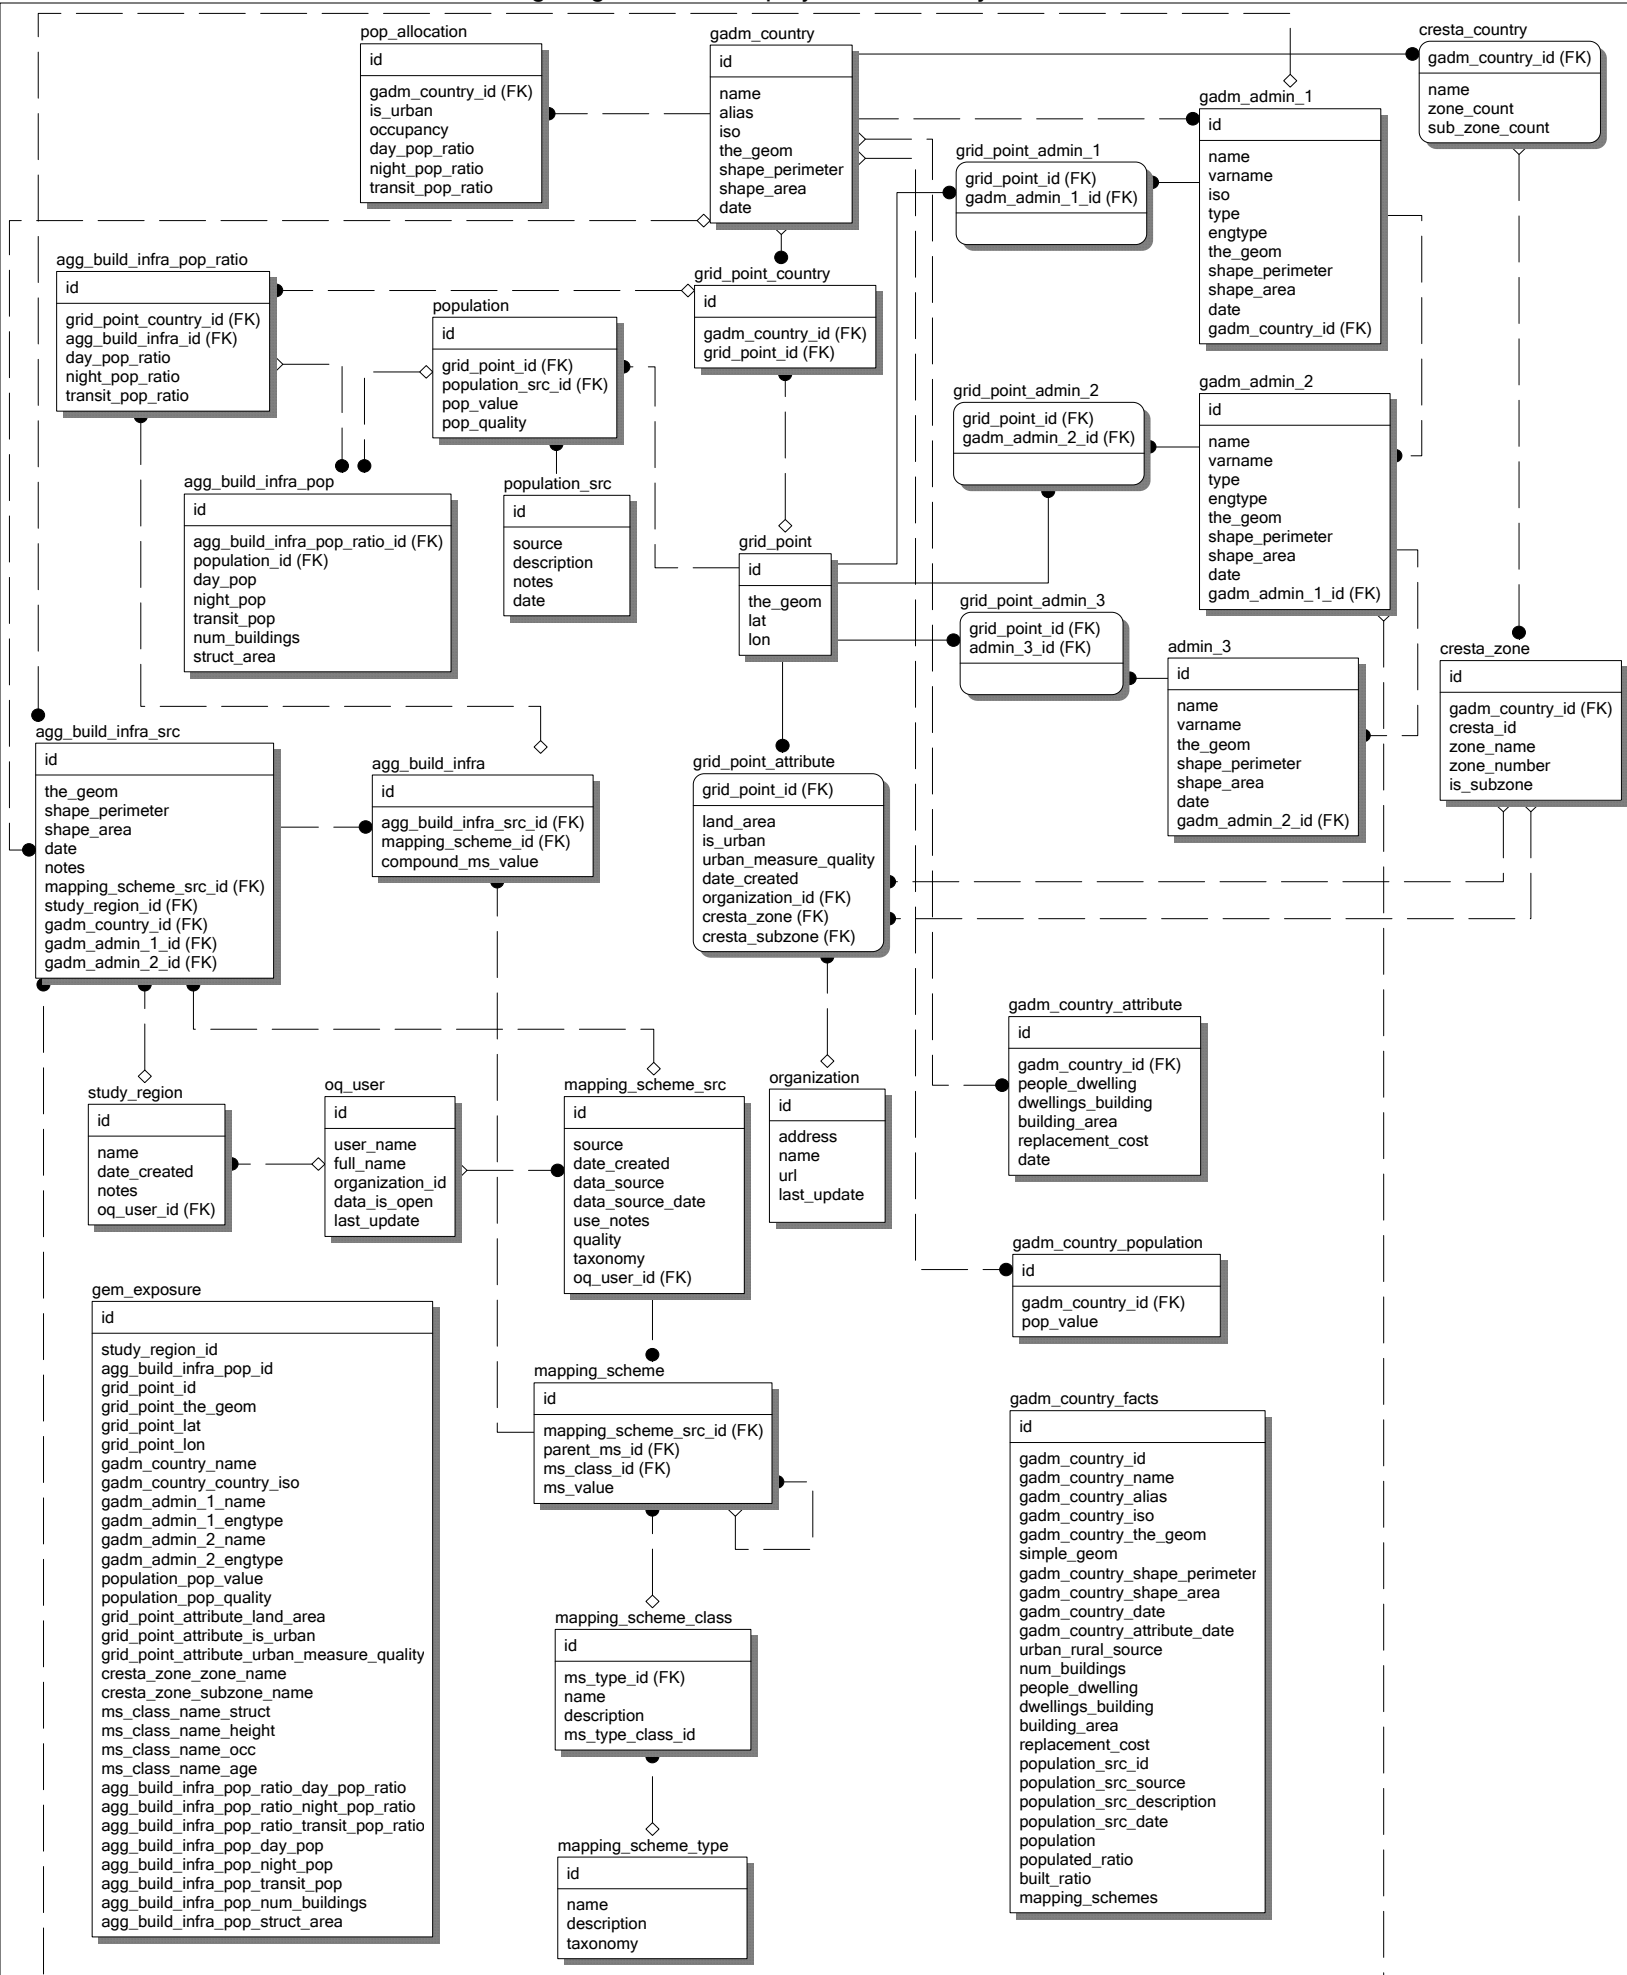 pop_allocation
id
gadm_country_id (FK)
is_urban
occupancy
day_pop_ratio
night_pop_ratio
transit_pop_ratio
gadm_country
id
name
alias
iso
the_geom
shape_perimeter
shape_area
date
cresta_country
gadm_country_id (FK)
name
zone_count
sub_zone_count
gadm_admin_1
id
name
varname
iso
type
engtype
the_geom
shape_perimeter
shape_area
date
gadm_country_id (FK)
grid_point_admin_1
grid_point_id (FK)
gadm_admin_1_id (FK)
agg_build_infra_pop_ratio
id
grid_point_country_id (FK)
agg_build_infra_id (FK)
day_pop_ratio
night_pop_ratio
transit_pop_ratio
population
id
grid_point_id (FK)
population_src_id (FK)
pop_value
pop_quality
grid_point_country
id
gadm_country_id (FK)
grid_point_id (FK)
grid_point_admin_2
grid_point_id (FK)
gadm_admin_2_id (FK)
gadm_admin_2
id
name
varname
type
engtype
the_geom
shape_perimeter
shape_area
date
gadm_admin_1_id (FK)
agg_build_infra_pop
id
agg_build_infra_pop_ratio_id (FK)
population_id (FK)
day_pop
night_pop
transit_pop
num_buildings
struct_area
population_src
id
source
description
notes
date
grid_point
id
the_geom
lat
lon
grid_point_admin_3
grid_point_id (FK)
admin_3_id (FK)
admin_3
id
name
varname
the_geom
shape_perimeter
shape_area
date
gadm_admin_2_id (FK)
cresta_zone
id
gadm_country_id (FK)
cresta_id
zone_name
zone_number
is_subzone
agg_build_infra_src
id
the_geom
shape_perimeter
shape_area
date
notes
mapping_scheme_src_id (FK)
study_region_id (FK)
gadm_country_id (FK)
gadm_admin_1_id (FK)
gadm_admin_2_id (FK)
agg_build_infra
id
agg_build_infra_src_id (FK)
mapping_scheme_id (FK)
compound_ms_value
grid_point_attribute
grid_point_id (FK)
land_area
is_urban
urban_measure_quality
date_created
organization_id (FK)
cresta_zone (FK)
cresta_subzone (FK)
gadm_country_attribute
id
gadm_country_id (FK)
people_dwelling
dwellings_building
building_area
replacement_cost
date
study_region
id
name
date_created
notes
oq_user_id (FK)
oq_user
id
user_name
full_name
organization_id
data_is_open
last_update
mapping_scheme_src
id
source
date_created
data_source
data_source_date
use_notes
quality
taxonomy
oq_user_id (FK)
organization
id
address
name
url
last_update
gadm_country_population
id
gadm_country_id (FK)
pop_value
gem_exposure
id
study_region_id
agg_build_infra_pop_id
grid_point_id
grid_point_the_geom
grid_point_lat
grid_point_lon
gadm_country_name
gadm_country_country_iso
gadm_admin_1_name
gadm_admin_1_engtype
gadm_admin_2_name
gadm_admin_2_engtype
population_pop_value
population_pop_quality
grid_point_attribute_land_area
grid_point_attribute_is_urban
grid_point_attribute_urban_measure_quality
cresta_zone_zone_name
cresta_zone_subzone_name
ms_class_name_struct
ms_class_name_height
ms_class_name_occ
ms_class_name_age
agg_build_infra_pop_ratio_day_pop_ratio
agg_build_infra_pop_ratio_night_pop_ratio
agg_build_infra_pop_ratio_transit_pop_ratio
agg_build_infra_pop_day_pop
agg_build_infra_pop_night_pop
agg_build_infra_pop_transit_pop
agg_build_infra_pop_num_buildings
agg_build_infra_pop_struct_area
mapping_scheme
id
mapping_scheme_src_id (FK)
parent_ms_id (FK)
ms_class_id (FK)
ms_value
mapping_scheme_class
id
ms_type_id (FK)
name
description
ms_type_class_id
mapping_scheme_type
id
name
description
taxonomy
gadm_country_facts
id
gadm_country_id
gadm_country_name
gadm_country_alias
gadm_country_iso
gadm_country_the_geom
simple_geom
gadm_country_shape_perimeter
gadm_country_shape_area
gadm_country_date
gadm_country_attribute_date
urban_rural_source
num_buildings
people_dwelling
dwellings_building
building_area
replacement_cost
population_src_id
population_src_source
population_src_description
population_src_date
population
populated_ratio
built_ratio
mapping_schemes